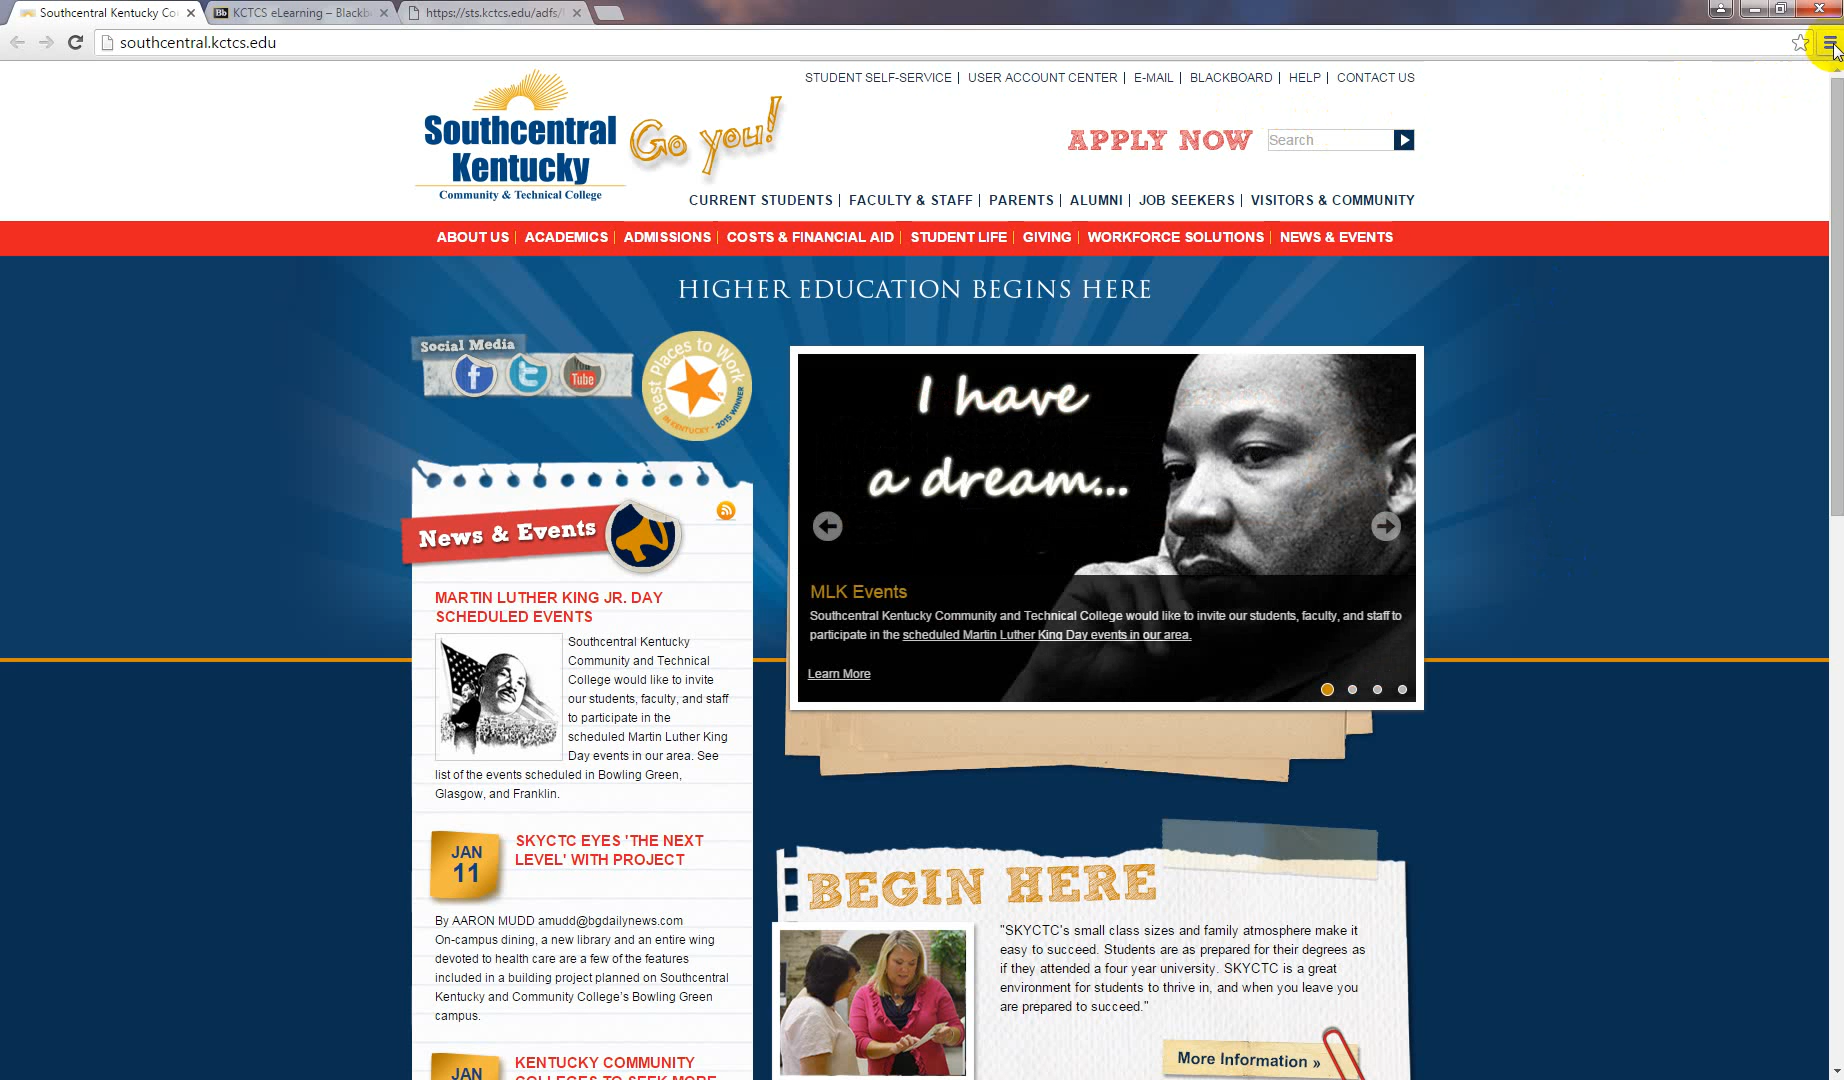 Southcentral Kentucky Co
KCTCS eLearning – Blackb
https://sts.kctcs.edu/adfs/
southcentral.kctcs.edu
STUDENT SELF-SERVICE | USER ACCOUNT CENTER | E-MAIL | BLACKBOARD | HELP | CONTACT US
Southcentral
Kentucky
Community & Technical College
Go you!
APPLY NOW
Search
CURRENT STUDENTS | FACULTY & STAFF | PARENTS | ALUMNI | JOB SEEKERS | VISITORS & COMMUNITY
ABOUT US | ACADEMICS | ADMISSIONS | COSTS & FINANCIAL AID | STUDENT LIFE | GIVING | WORKFORCE SOLUTIONS | NEWS & EVENTS
HIGHER EDUCATION BEGINS HERE
Social Media
You
Tube
Best Places to Work
IN KENTUCKY • 2015 WINNER
I have
a dream...
MLK Events
Southcentral Kentucky Community and Technical College would like to invite our students, faculty, and staff to
participate in the scheduled Martin Luther King Day events in our area.
Learn More
News & Events
MARTIN LUTHER KING JR. DAY
SCHEDULED EVENTS
Southcentral Kentucky
Community and Technical
College would like to invite
our students, faculty, and staff
to participate in the
scheduled Martin Luther King
Day events in our area. See
list of the events scheduled in Bowling Green,
Glasgow, and Franklin.
JAN
11
SKYCTC EYES 'THE NEXT
LEVEL' WITH PROJECT
By AARON MUDD amudd@bgdailynews.com
On-campus dining, a new library and an entire wing
devoted to health care are a few of the features
included in a building project planned on Southcentral
Kentucky and Community College's Bowling Green
campus.
JAN
KENTUCKY COMMUNITY
COLLEGES TO SEEK MORE
BEGIN HERE
"SKYCTC's small class sizes and family atmosphere make it
easy to succeed. Students are as prepared for their degrees as
if they attended a four year university. SKYCTC is a great
environment for students to thrive in, and when you leave you
are prepared to succeed."
More Information »